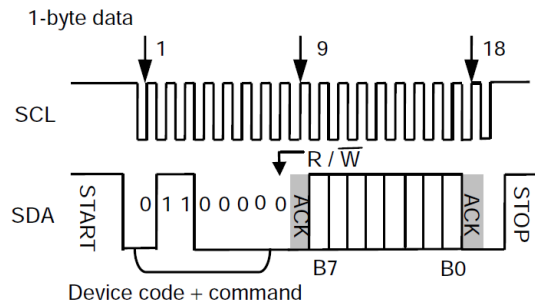 1-byte data
1 9 18
SCL
R / W
SDA START 0 1 1 0 0 0 0 0 ACK ACK STOP
B7 B0
Device code + command